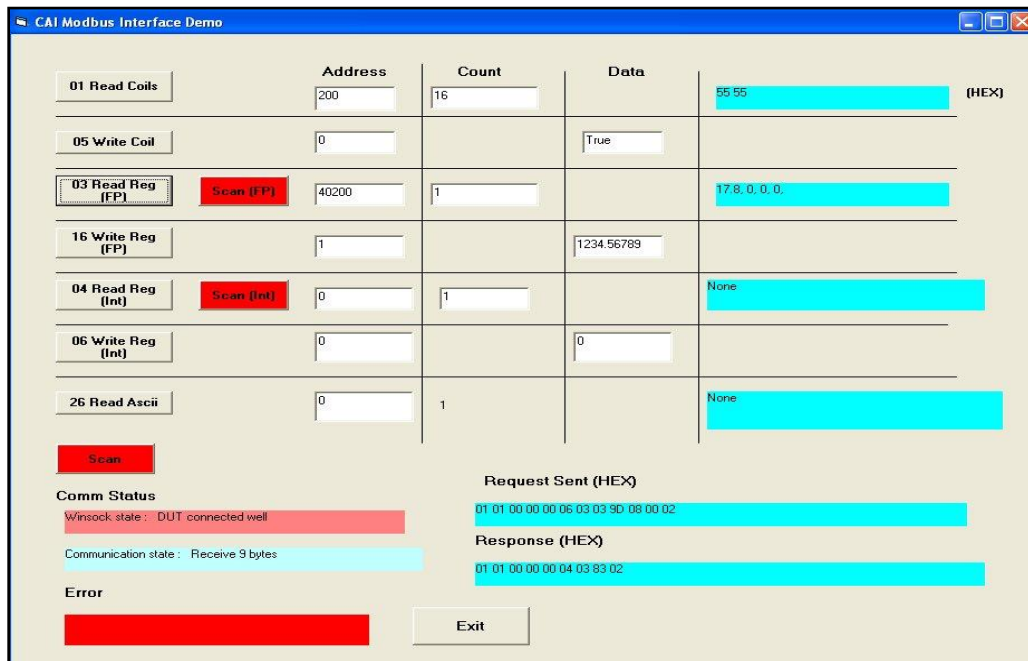 CAI Modbus Interface Demo
Address Count Data
01 Read Coils 200 16 55 55 (HEX)
05 Write Coil 0 True
03 Read Reg (FP) Scan (FP) 40200 1 17.8, 0, 0, 0,
16 Write Reg (FP) 1 1234.56789
04 Read Reg (Int) Scan (Int) 0 1 None
06 Write Reg (Int) 0 0
26 Read Ascii 0 1 None
Scan
Request Sent (HEX)
Comm Status
01 01 00 00 00 06 03 03 9D 08 00 02
Winsock state : DUT connected well
Response (HEX)
Communication state : Receive 9 bytes
01 01 00 00 00 04 03 83 02
Error
Exit